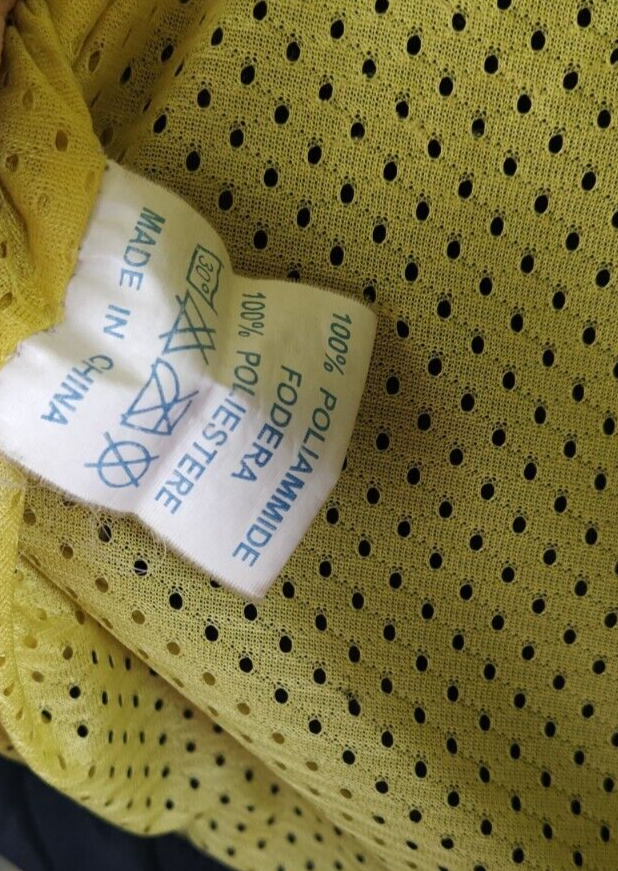 100% POLIAMMIDE
FODERA
100% POLIESTERE
30°
MADE IN CHINA